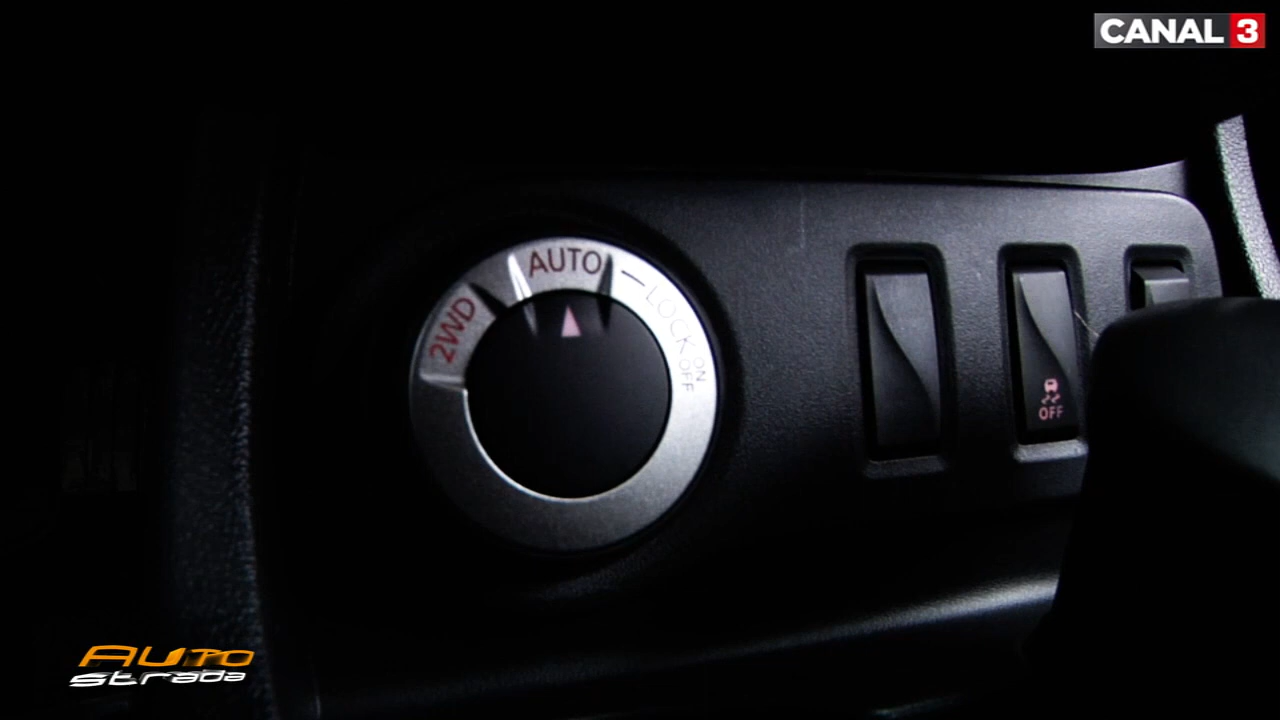 CANAL 3
AUTO
2WD
LOCK
ON
OFF
OFF
AUTO
strada